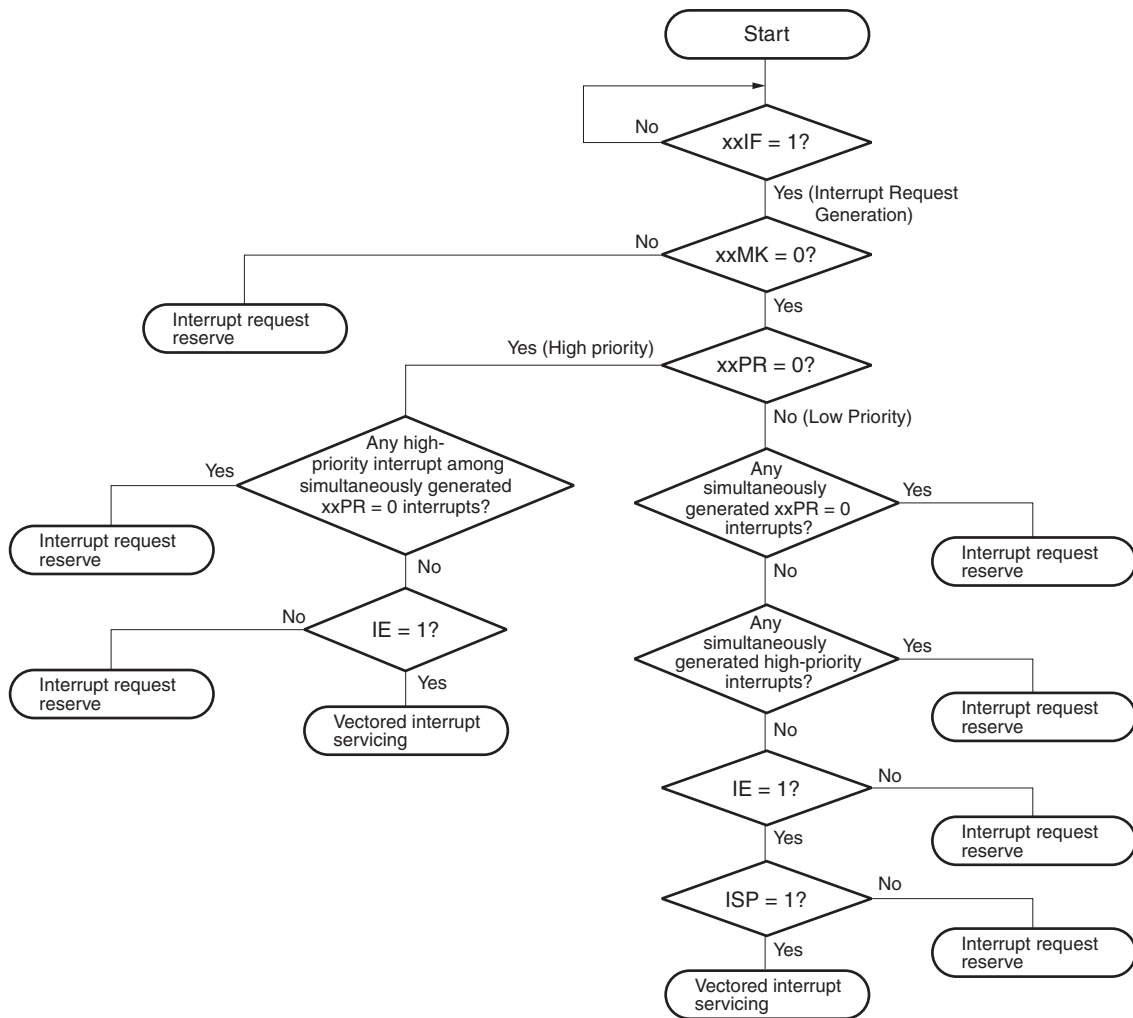 Start
No
xxIF = 1?
Yes (Interrupt Request
Generation)
No
xxMK = 0?
Interrupt request
reserve
Yes
Yes (High priority)
xxPR = 0?
No (Low Priority)
Any high-
priority interrupt among
simultaneously generated
xxPR = 0 interrupts?
Yes
Interrupt request
reserve
No
Any
simultaneously
generated xxPR = 0
interrupts?
Yes
Interrupt request
reserve
No
No
IE = 1?
Interrupt request
reserve
Yes
Vectored interrupt
servicing
Any
simultaneously
generated high-priority
interrupts?
Yes
Interrupt request
reserve
No
IE = 1?
No
Interrupt request
reserve
Yes
ISP = 1?
No
Interrupt request
reserve
Yes
Vectored interrupt
servicing